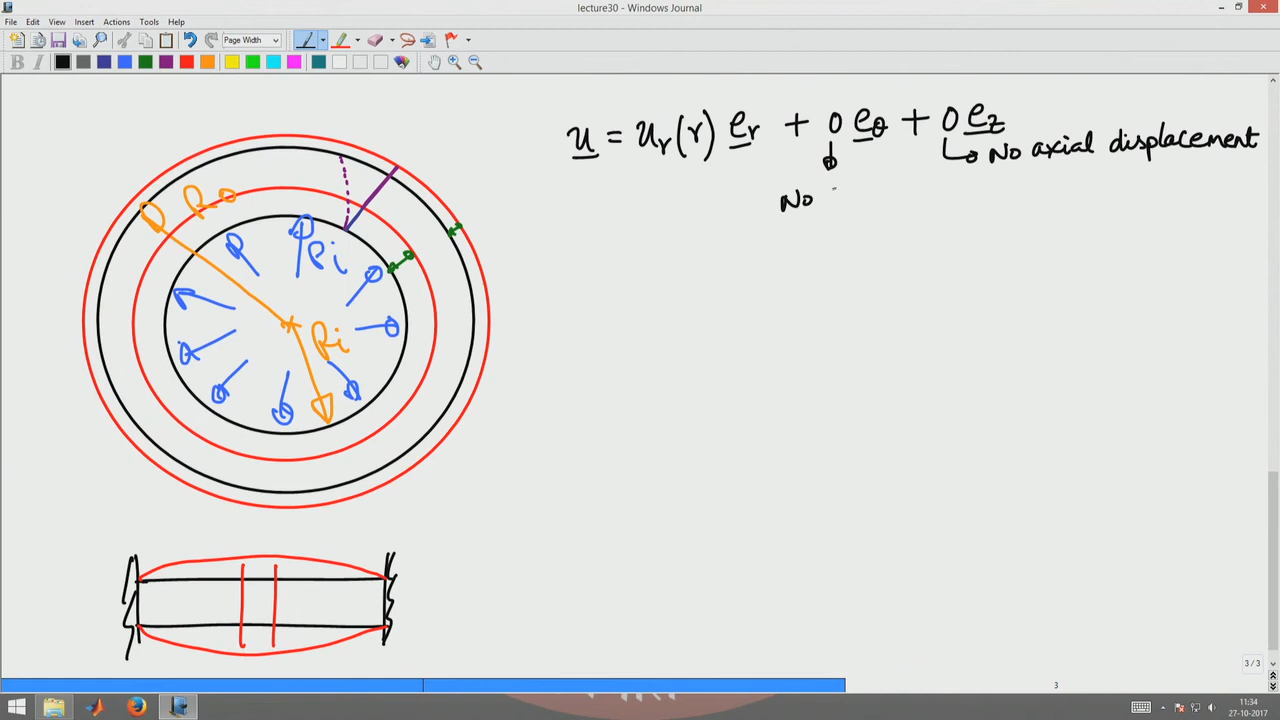 lecture30 - Windows Journal
File Edit View Insert Actions Tools Help
Page Width
B I
u = ur(r) er + 0 eθ + 0 ez
No axial displacement
No
Ro
Pi
Ri
3/3
3
11:34
27-10-2017